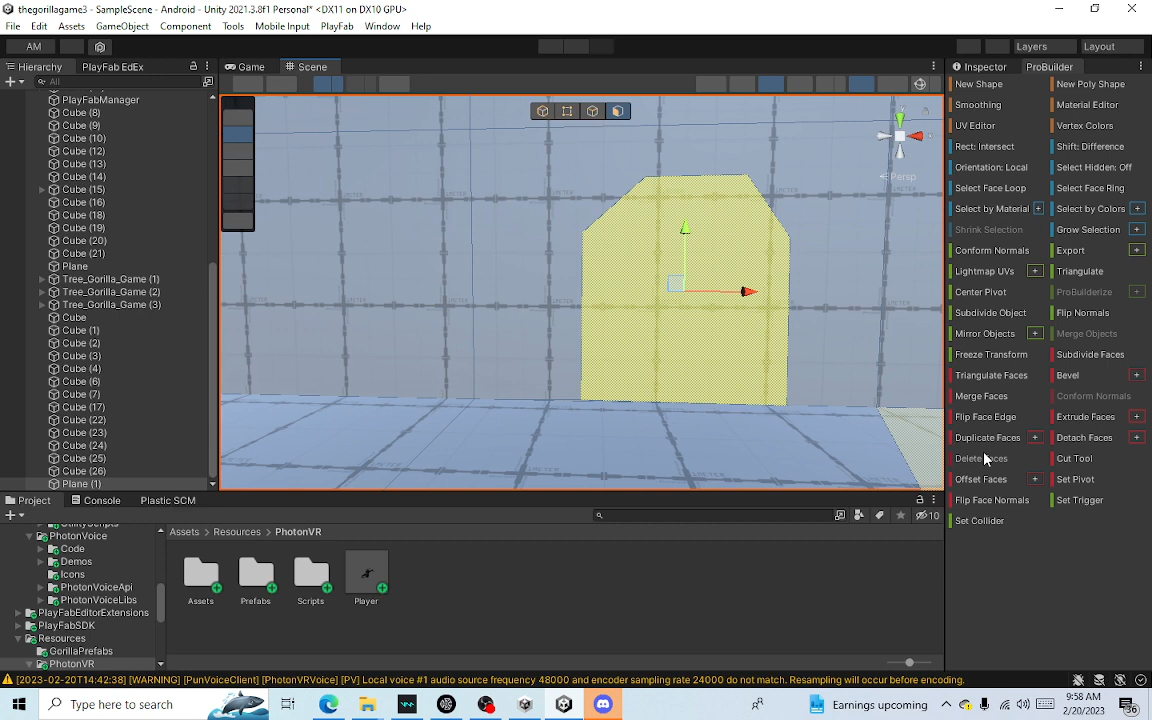 thegorillagame3 - SampleScene - Android - Unity 2021.3.8f1 Personal* <DX11 on DX10 GPU>
File Edit Assets GameObject Component Tools Mobile Input PlayFab Window Help
AM Layers Layout
Hierarchy PlayFab EdEx Game Scene Inspector ProBuilder
All
PlayFabManager
Cube (8)
Cube (9)
Cube (10)
Cube (12)
Cube (13)
Cube (14)
Cube (15)
Cube (16)
Cube (18)
Cube (19)
Cube (20)
Cube (21)
Plane
Tree_Gorilla_Game (1)
Tree_Gorilla_Game (2)
Tree_Gorilla_Game (3)
Cube
Cube (1)
Cube (2)
Cube (3)
Cube (4)
Cube (6)
Cube (7)
Cube (17)
Cube (22)
Cube (23)
Cube (24)
Cube (25)
Cube (26)
Plane (1)
Persp
New Shape New Poly Shape
Smoothing Material Editor
UV Editor Vertex Colors
Rect: Intersect Shift: Difference
Orientation: Local Select Hidden: Off
Select Face Loop Select Face Ring
Select by Material + Select by Colors +
Shrink Selection Grow Selection +
Conform Normals Export +
Lightmap UVs + Triangulate
Center Pivot ProBuilderize +
Subdivide Object Flip Normals
Mirror Objects + Merge Objects
Freeze Transform Subdivide Faces
Triangulate Faces Bevel +
Merge Faces Conform Normals
Flip Face Edge Extrude Faces +
Duplicate Faces + Detach Faces +
Delete Faces Cut Tool
Offset Faces + Set Pivot
Flip Face Normals Set Trigger
Set Collider
Project Console Plastic SCM
10
PhotonVoice
Code
Demos
Icons
PhotonVoiceApi
PhotonVoiceLibs
PlayFabEditorExtensions
PlayFabSDK
Resources
GorillaPrefabs
PhotonVR
Assets > Resources > PhotonVR
Assets Prefabs Scripts Player
[2023-02-20T14:42:38] [WARNING] [PunVoiceClient] [PhotonVRVoice] [PV] Local voice #1 audio source frequency 48000 and encoder sampling rate 24000 do not match. Resampling will occur before encoding.
Type here to search
Earnings upcoming
9:58 AM
2/20/2023
36